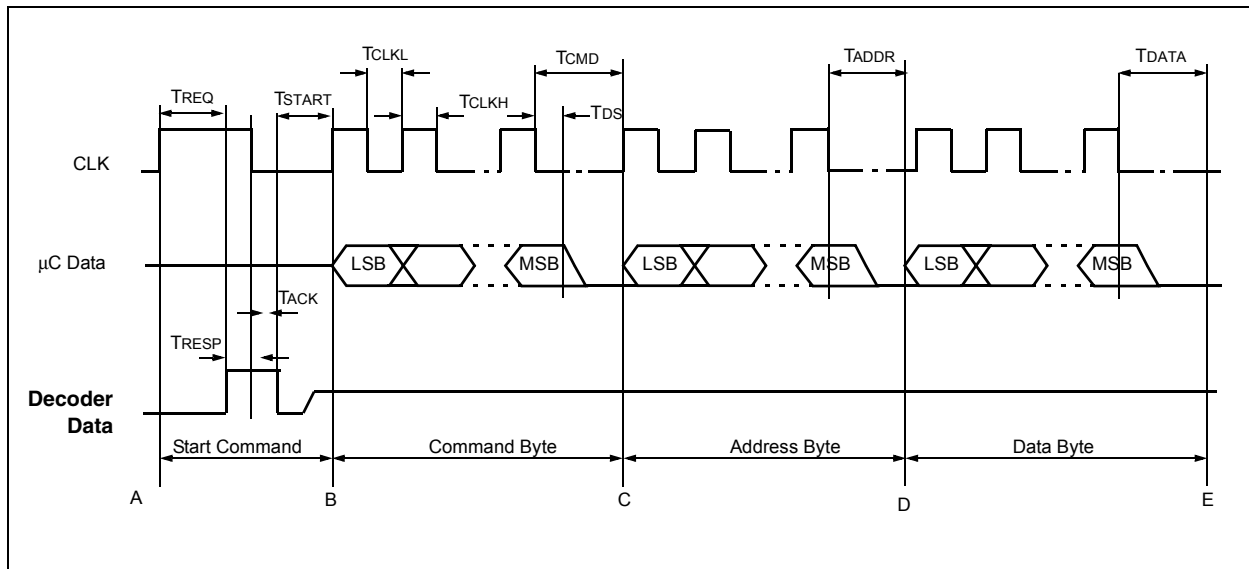 TCLKL
TCMD
TADDR
TDATA
TREQ
TSTART
TCLKH
TDS
CLK
μC Data
LSB
MSB
LSB
MSB
LSB
MSB
TACK
TRESP
Decoder
Data
Start Command
Command Byte
Address Byte
Data Byte
A
B
C
D
E